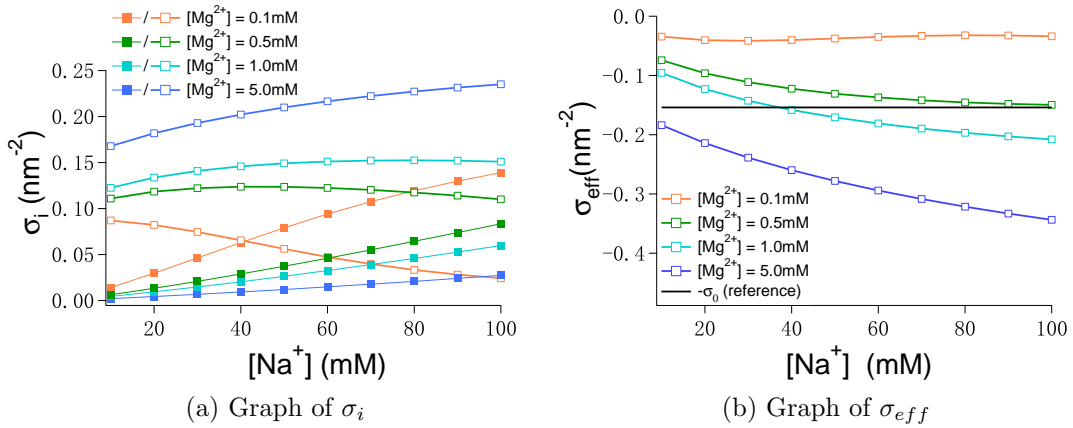 / [Mg²⁺] = 0.1mM
/ [Mg²⁺] = 0.5mM
/ [Mg²⁺] = 1.0mM
/ [Mg²⁺] = 5.0mM
0.25
0.20
0.15
0.10
0.05
0.00
σᵢ (nm⁻²)
20 40 60 80 100
[Na⁺] (mM)
(a) Graph of σᵢ
-0.0
-0.1
-0.2
-0.3
-0.4
σeff(nm⁻²)
[Mg²⁺] = 0.1mM
[Mg²⁺] = 0.5mM
[Mg²⁺] = 1.0mM
[Mg²⁺] = 5.0mM
-σ₀ (reference)
20 40 60 80 100
[Na⁺] (mM)
(b) Graph of σeff